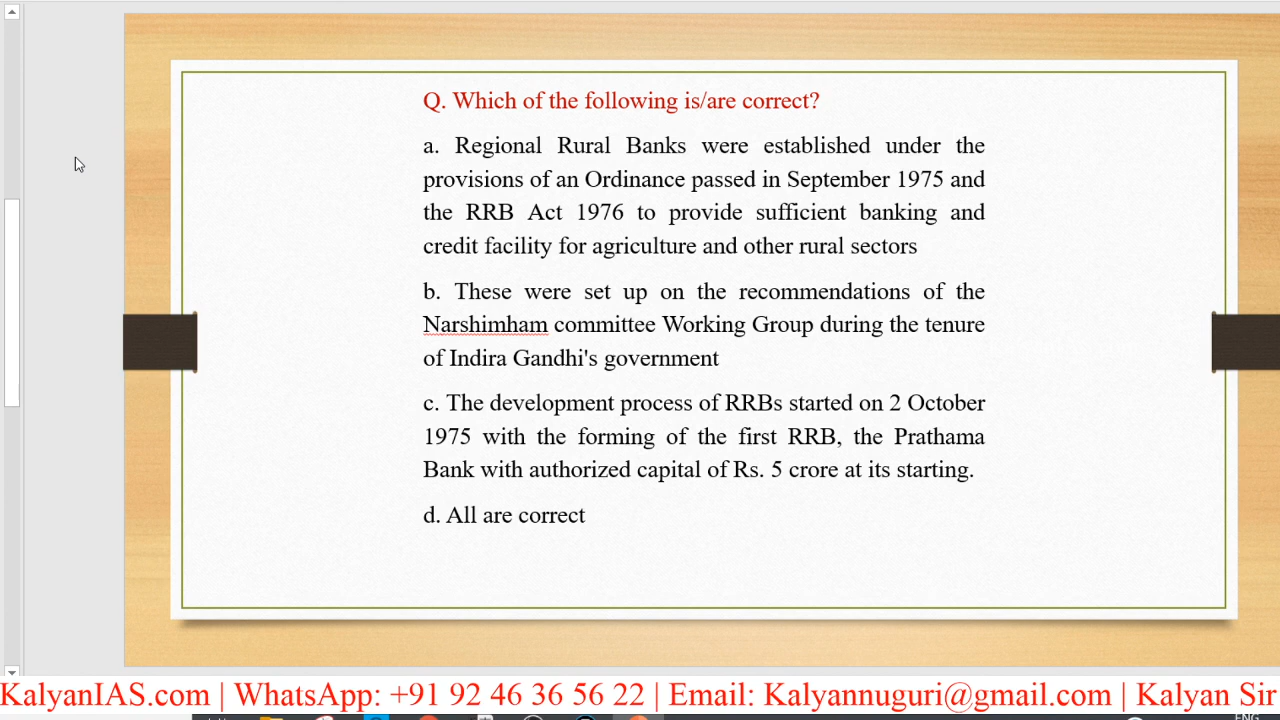 Q. Which of the following is/are correct?
a. Regional Rural Banks were established under the
provisions of an Ordinance passed in September 1975 and
the RRB Act 1976 to provide sufficient banking and
credit facility for agriculture and other rural sectors
b. These were set up on the recommendations of the
Narshimham committee Working Group during the tenure
of Indira Gandhi's government
c. The development process of RRBs started on 2 October
1975 with the forming of the first RRB, the Prathama
Bank with authorized capital of Rs. 5 crore at its starting.
d. All are correct
KalyanIAS.com | WhatsApp: +91 92 46 36 56 22 | Email: Kalyannuguri@gmail.com | Kalyan Sir